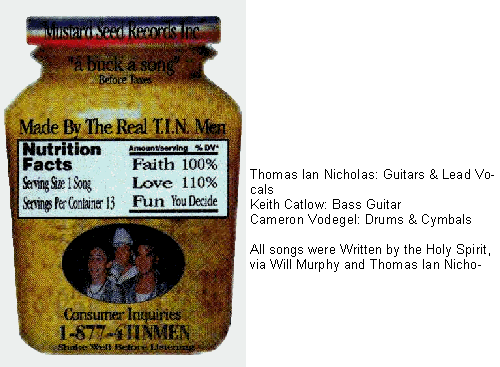 Mustard Seed Records Inc
"a buck a song"
Before Taxes
Made By The Real T.I.N. Men
Nutrition
Facts
Amount/serving % DV*
Serving Size 1 Song
Servings Per Container 13
Faith 100%
Love 110%
Fun You Decide
Consumer Inquiries
1-877-4TINMEN
Shake Well Before Listening
Thomas Ian Nicholas: Guitars & Lead Vo-
cals
Keith Catlow: Bass Guitar
Cameron Vodegel: Drums & Cymbals
All songs were Written by the Holy Spirit,
via Will Murphy and Thomas Ian Nicho-